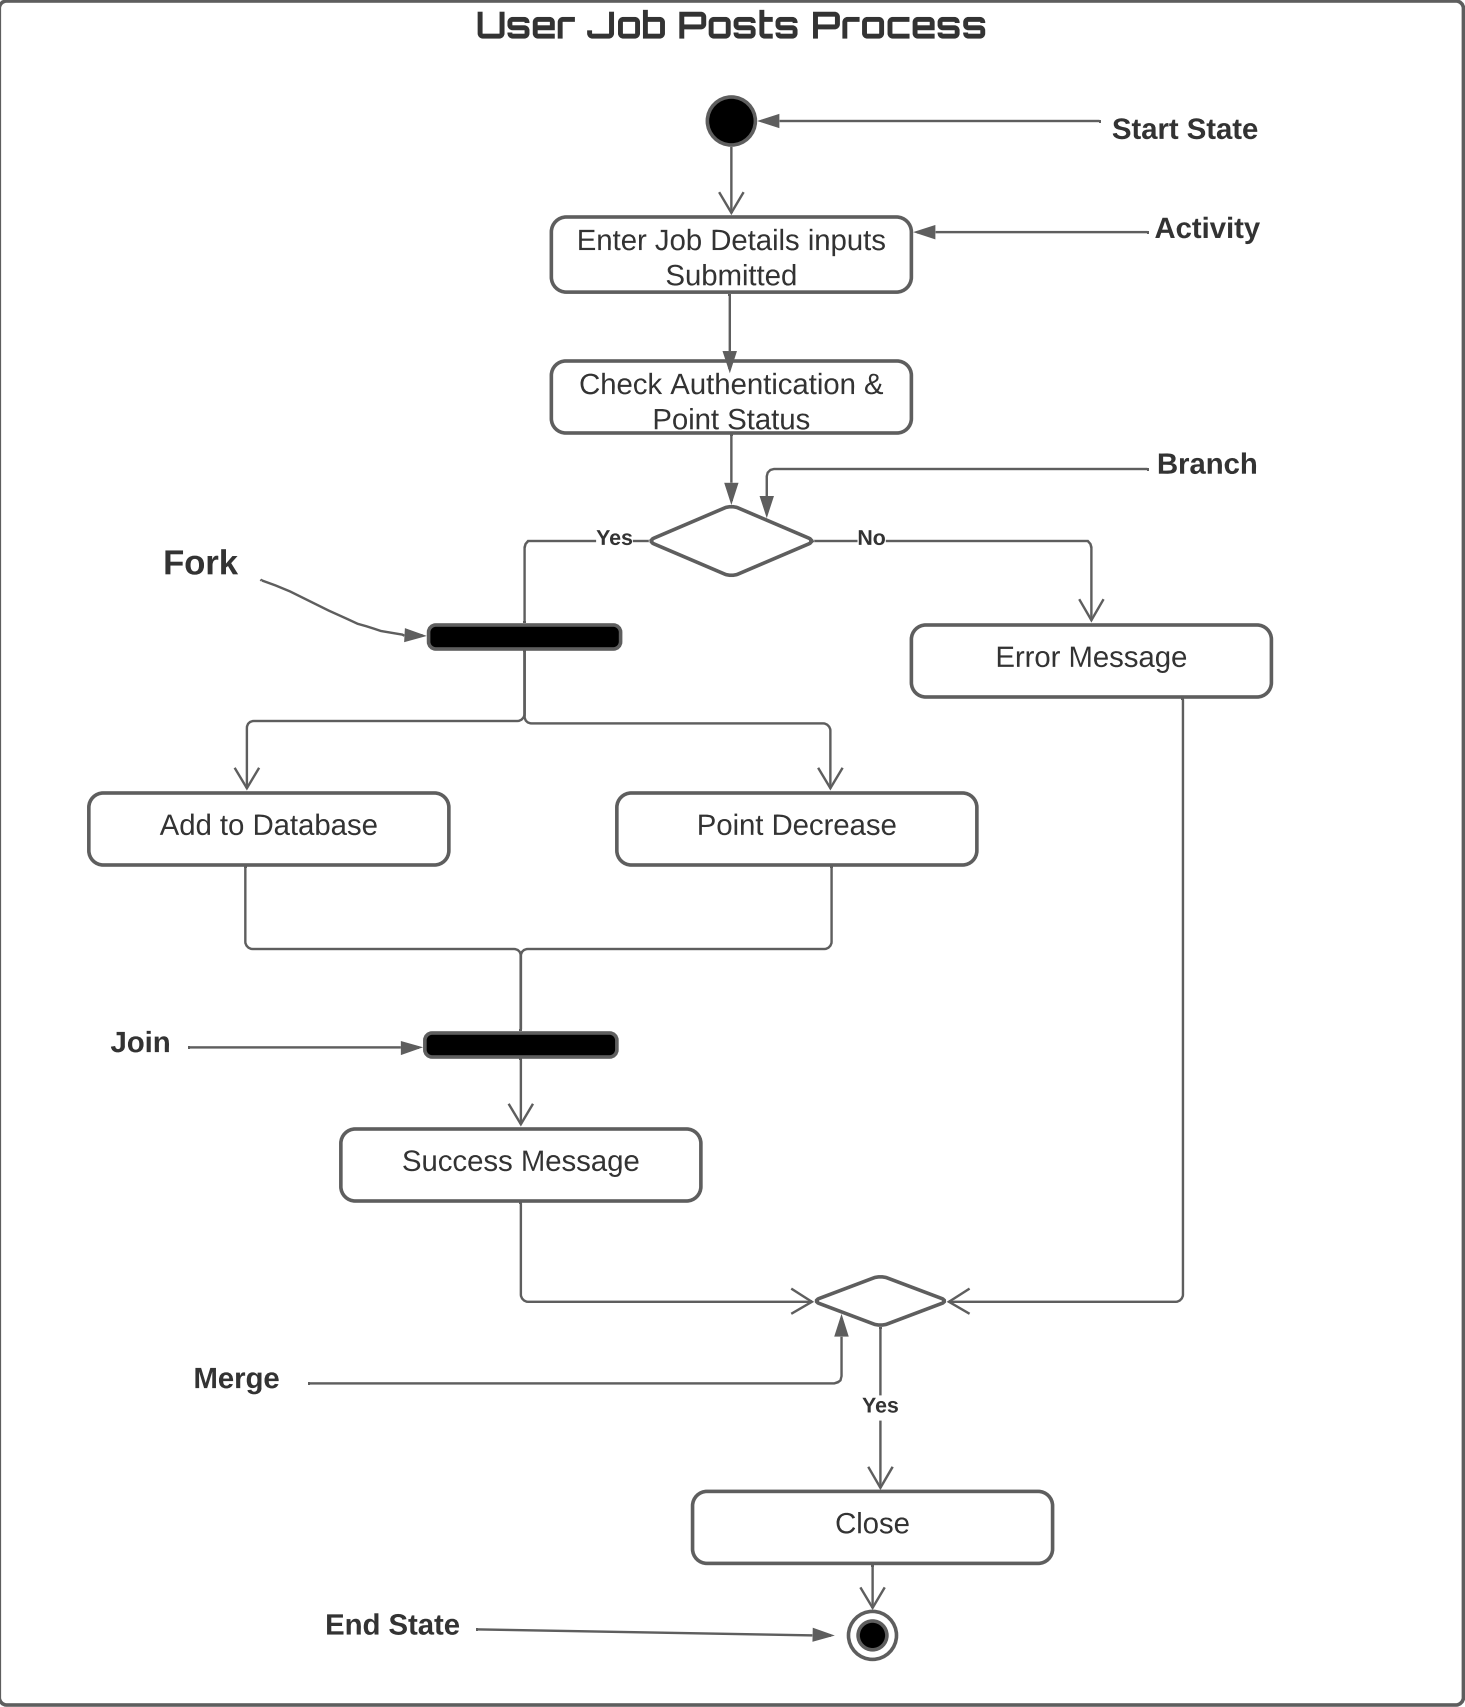 User Job Posts Process
Start State
Activity
Enter Job Details inputs
Submitted
Check Authentication &
Point Status
Branch
Yes
No
Fork
Error Message
Add to Database
Point Decrease
Join
Success Message
Merge
Yes
Close
End State